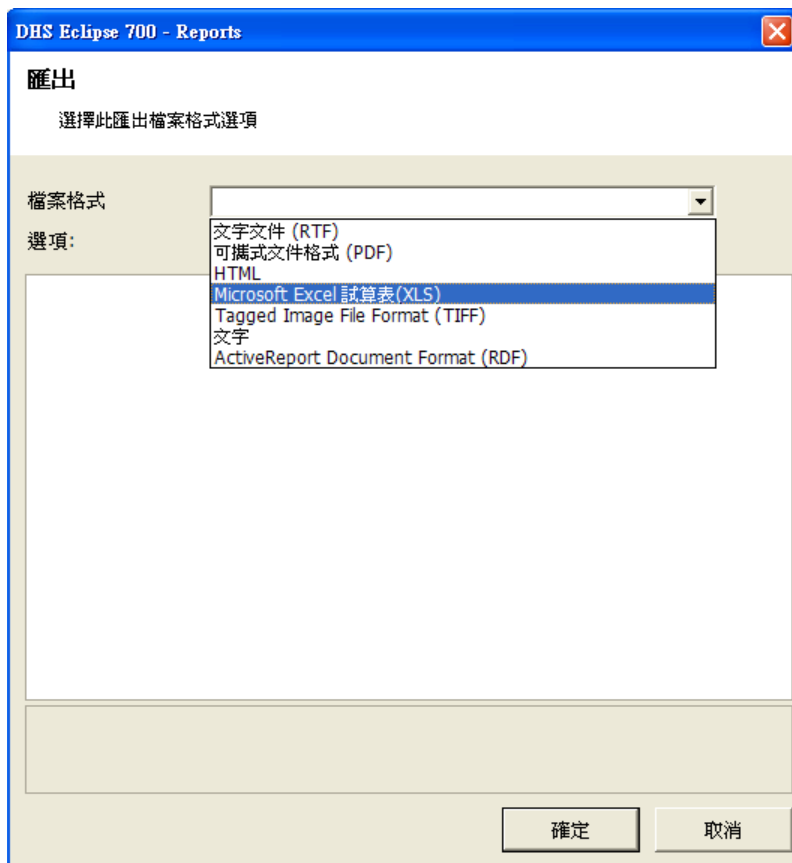 DHS Eclipse 700 - Reports
匯出
選擇此匯出檔案格式選項
檔案格式
選項:
文字文件 (RTF)
可攜式文件格式 (PDF)
HTML
Microsoft Excel 試算表(XLS)
Tagged Image File Format (TIFF)
文字
ActiveReport Document Format (RDF)
確定
取消